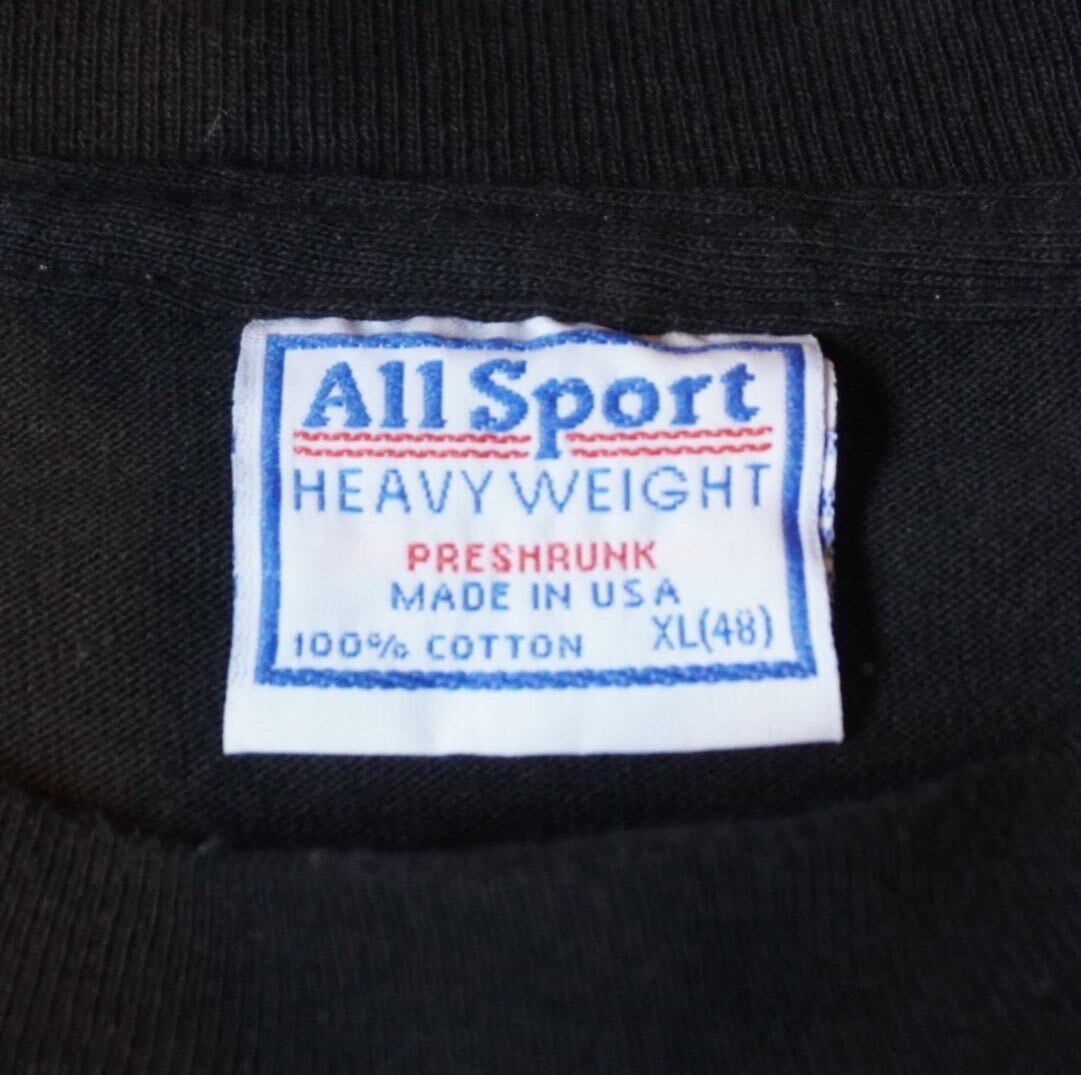 All Sport
HEAVY WEIGHT
PRESHRUNK
MADE IN USA
100% COTTON XL(48)